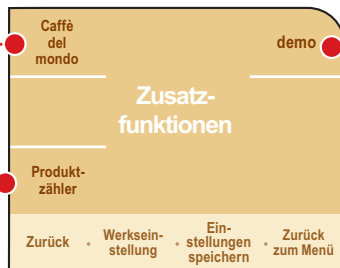 Caffè
del
mondo
demo
Zusatz-
funktionen
Produkt-
zähler
Zurück
Werksein-
stellung
Ein-
stellungen
speichern
Zurück
zum Menü